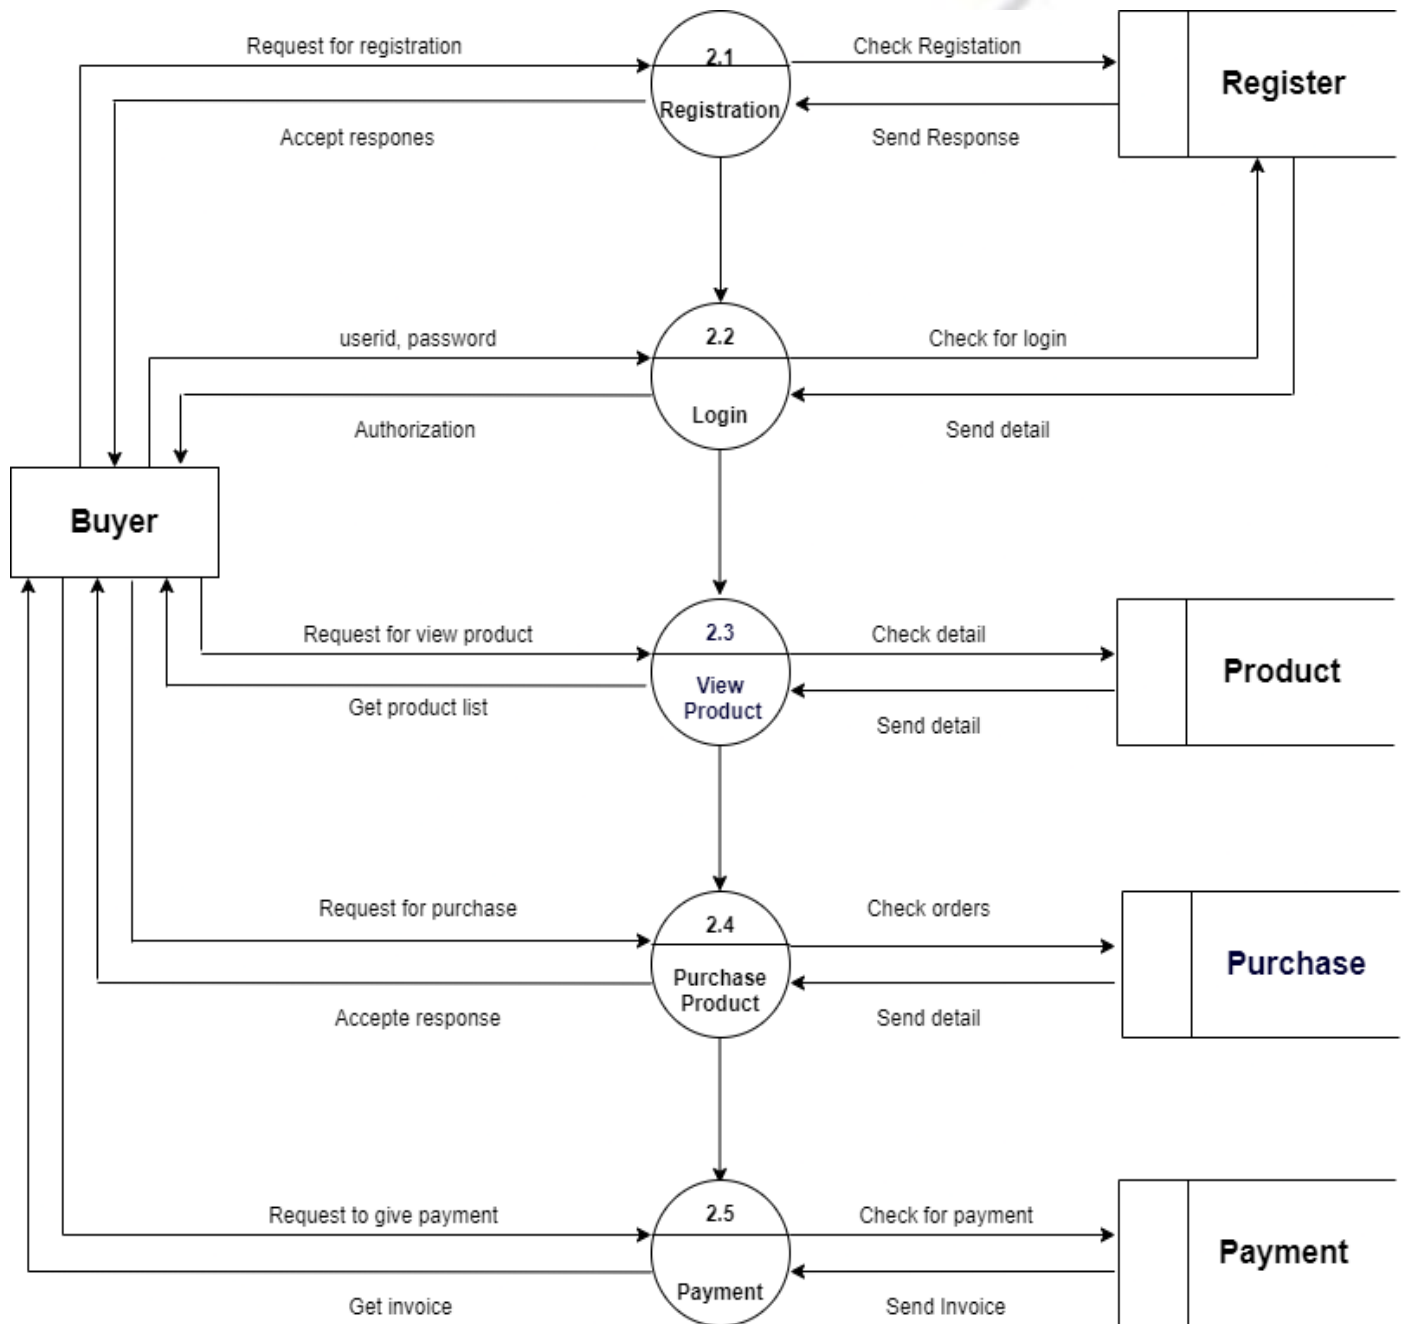 Request for registration
2.1
Check Registation
Register
Registration
Accept respones
Send Response
userid, password
2.2
Check for login
Login
Authorization
Send detail
Buyer
Request for view product
2.3
Check detail
View
Product
Product
Get product list
Send detail
Request for purchase
2.4
Check orders
Purchase
Product
Purchase
Accepte response
Send detail
Request to give payment
2.5
Check for payment
Payment
Payment
Get invoice
Send Invoice